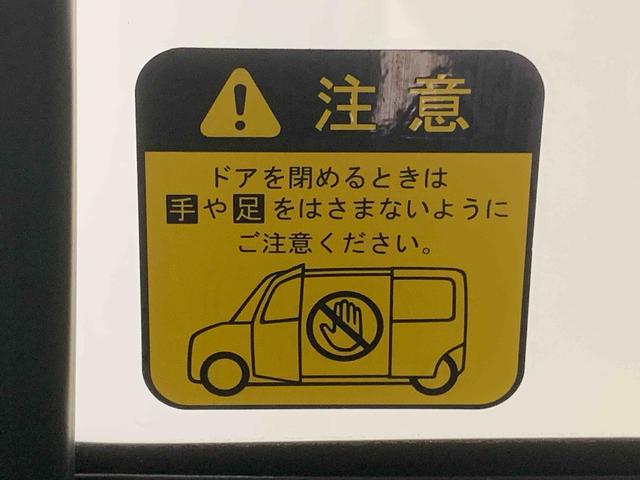 注意
ドアを閉めるときは
手や足をはさまないように
ご注意ください。